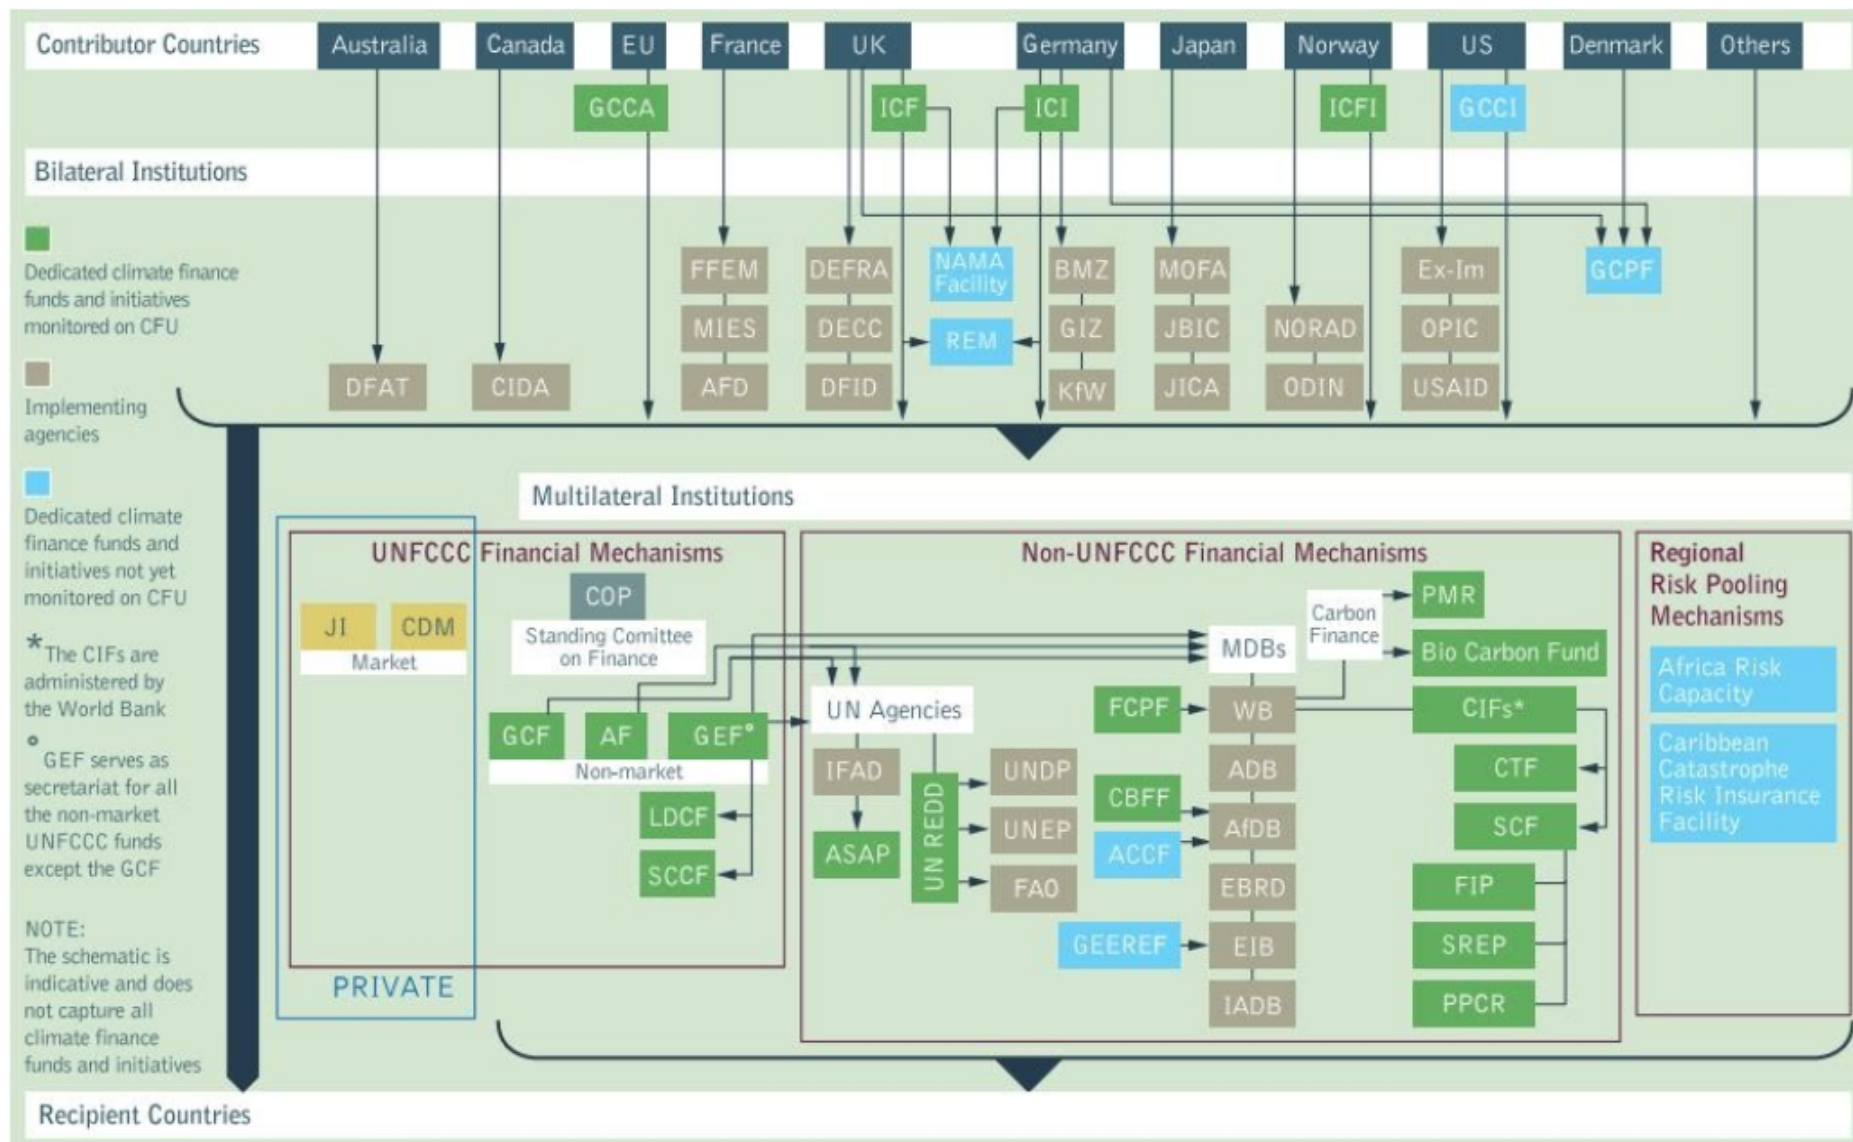 Contributor Countries
Australia
Canada
EU
France
UK
Germany
Japan
Norway
US
Denmark
Others
GCCA
ICF
ICI
ICFI
GCCI
Bilateral Institutions
Dedicated climate finance
funds and initiatives
monitored on CFU
Implementing
agencies
Dedicated climate
finance funds and
initiatives not yet
monitored on CFU
*The CIFs are
administered by
the World Bank
° GEF serves as
secretariat for all
the non-market
UNFCCC funds
except the GCF
NOTE:
The schematic is
indicative and does
not capture all
climate finance
funds and initiatives
DFAT
CIDA
FFEM
MIES
AFD
DEFRA
DECC
DFID
NAMA
Facility
REM
BMZ
GIZ
KfW
MOFA
JBIC
JICA
NORAD
ODIN
Ex-Im
OPIC
USAID
GCPF
Multilateral Institutions
UNFCCC Financial Mechanisms
COP
Standing Comittee
on Finance
JI
CDM
Market
GCF
AF
GEF°
Non-market
LDCF
SCCF
PRIVATE
Non-UNFCCC Financial Mechanisms
UN Agencies
IFAD
ASAP
UN REDD
UNDP
UNEP
FAO
MDBs
FCPF
WB
ADB
CBFF
AfDB
ACCF
EBRD
GEEREF
EIB
IADB
Carbon
Finance
PMR
Bio Carbon Fund
CIFs*
CTF
SCF
FIP
SREP
PPCR
Regional
Risk Pooling
Mechanisms
Africa Risk
Capacity
Caribbean
Catastrophe
Risk Insurance
Facility
Recipient Countries